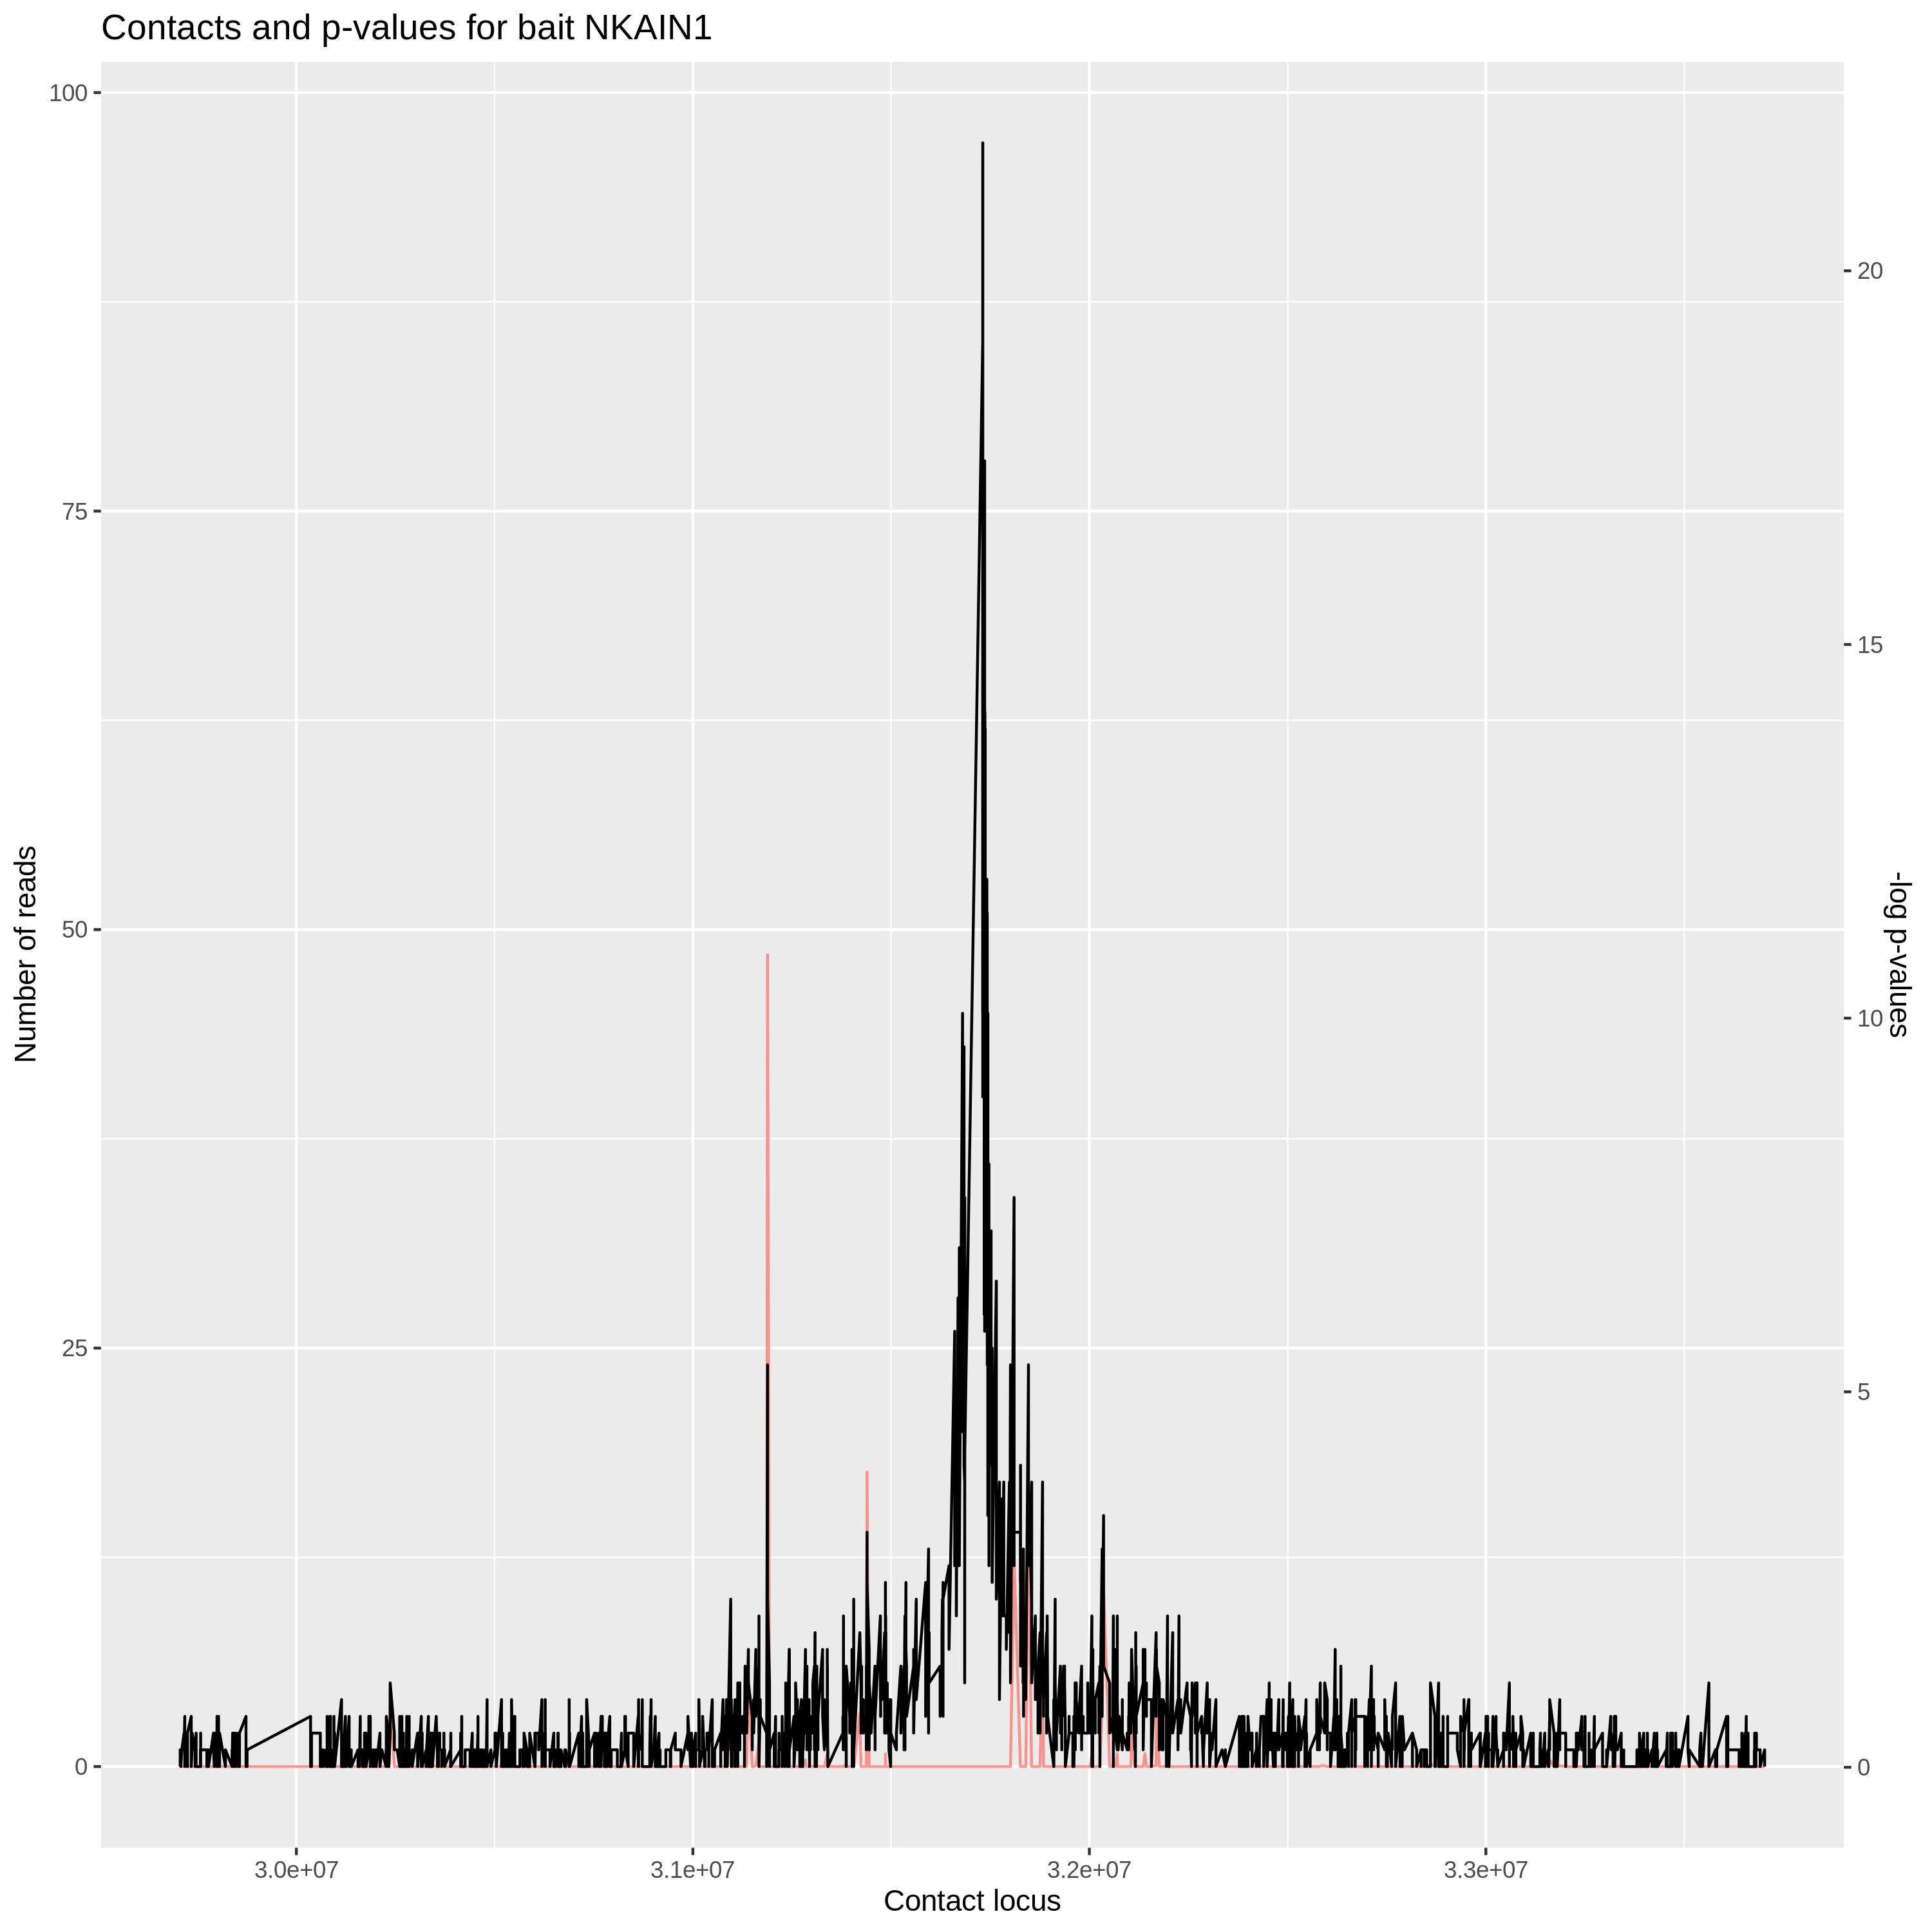 Contacts and p-values for bait NKAIN1
100
75
50
25
0
Number of reads
20
15
10
5
0
-log p-values
3.0e+07
3.1e+07
3.2e+07
3.3e+07
Contact locus